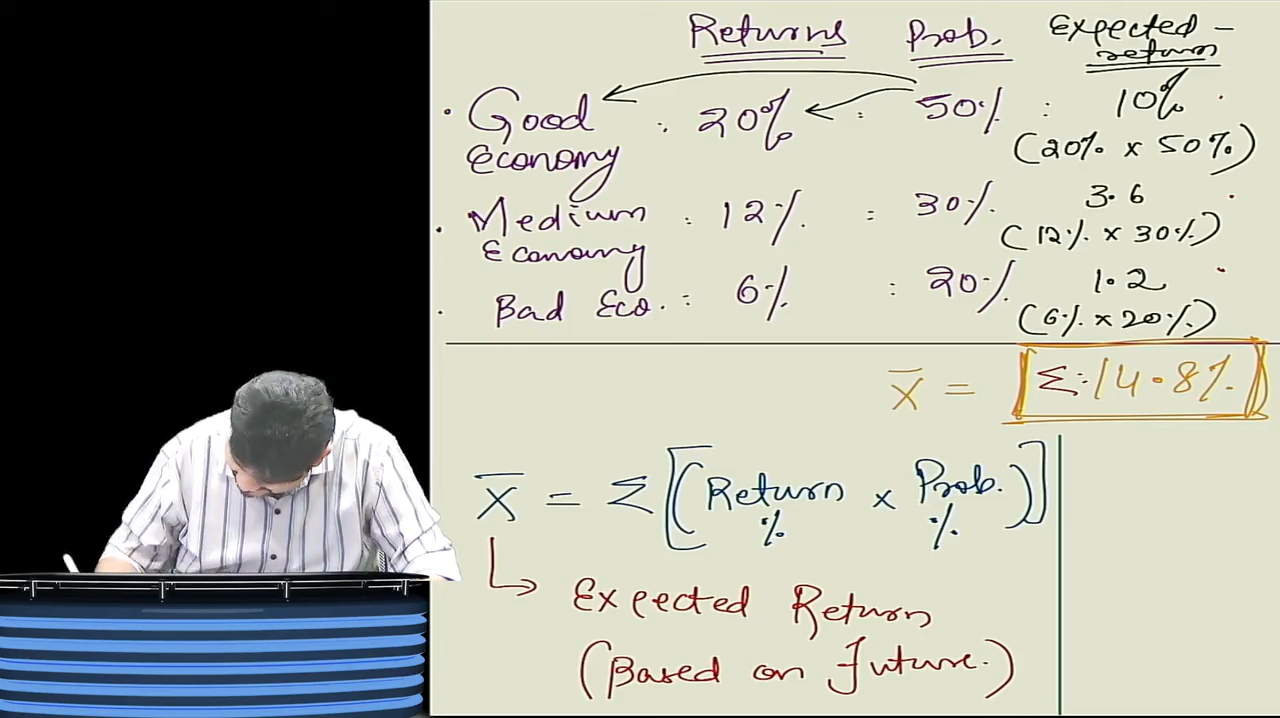 Returns Prob. Expected return
• Good Economy : 20% : 50% : 10%
(20% x 50%)
• Medium Economy : 12% : 30% 3.6
(12% x 30%)
• Bad Eco. : 6% : 20% 1.2
(6% x 20%)
x̄ = Σ: 14.8%
x̄ = Σ [(Return % x Prob. %)]
Expected Return
(Based on Future.)